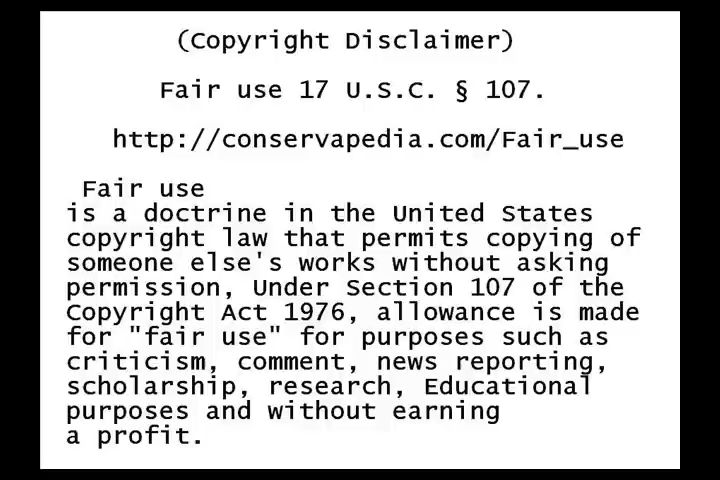 (Copyright Disclaimer)
Fair use 17 U.S.C. § 107.
http://conservapedia.com/Fair_use
Fair use
is a doctrine in the United States
copyright law that permits copying of
someone else's works without asking
permission, Under Section 107 of the
Copyright Act 1976, allowance is made
for "fair use" for purposes such as
criticism, comment, news reporting,
scholarship, research, Educational
purposes and without earning
a profit.